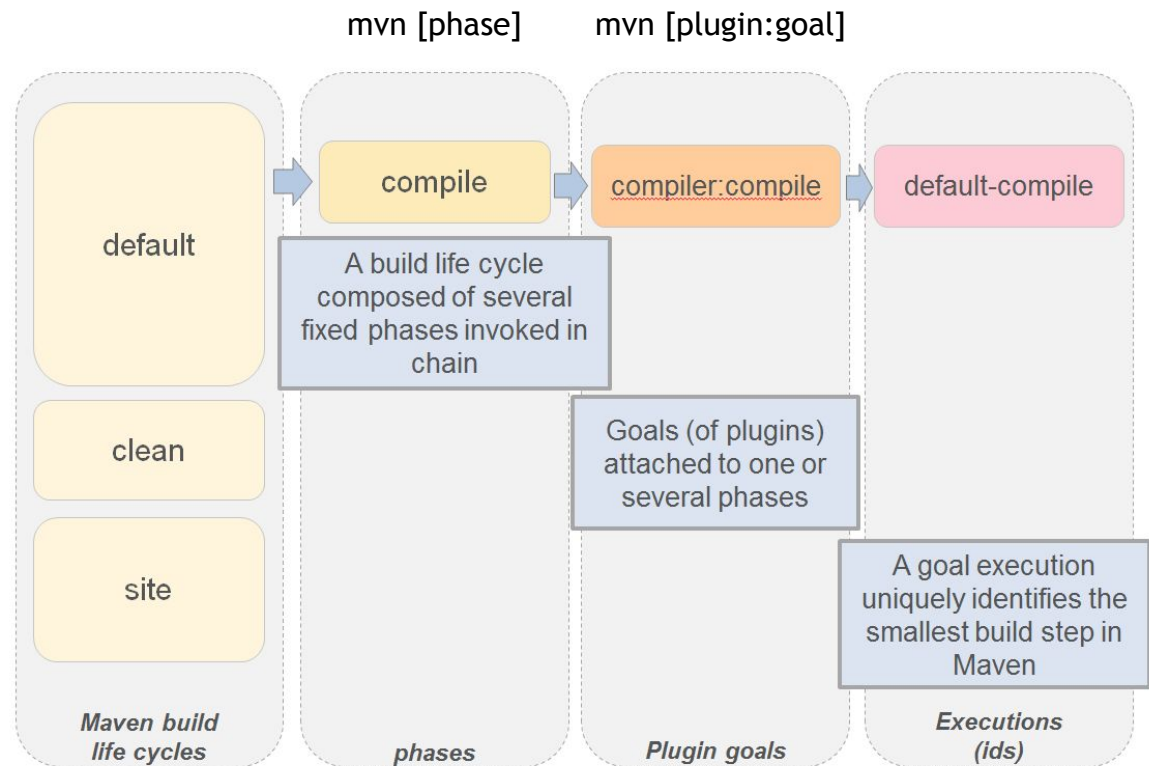 mvn [phase]
mvn [plugin:goal]
default
clean
site
Maven build
life cycles
compile
A build life cycle
composed of several
fixed phases invoked in
chain
phases
compiler:compile
Goals (of plugins)
attached to one or
several phases
Plugin goals
default-compile
A goal execution
uniquely identifies the
smallest build step in
Maven
Executions
(ids)